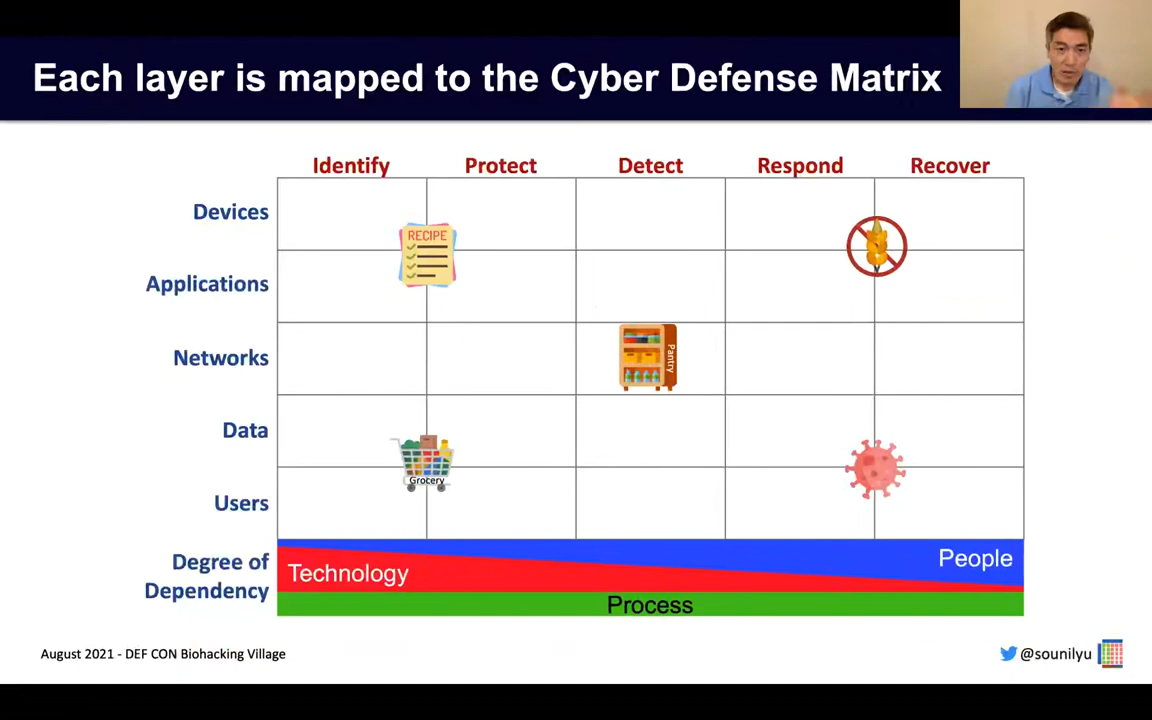 Each layer is mapped to the Cyber Defense Matrix
Identify Protect Detect Respond Recover
Devices
RECIPE
Applications
Networks
Pantry
Data
Grocery
Users
Degree of
Dependency
Technology
People
Process
August 2021 - DEF CON Biohacking Village
@sounilyu